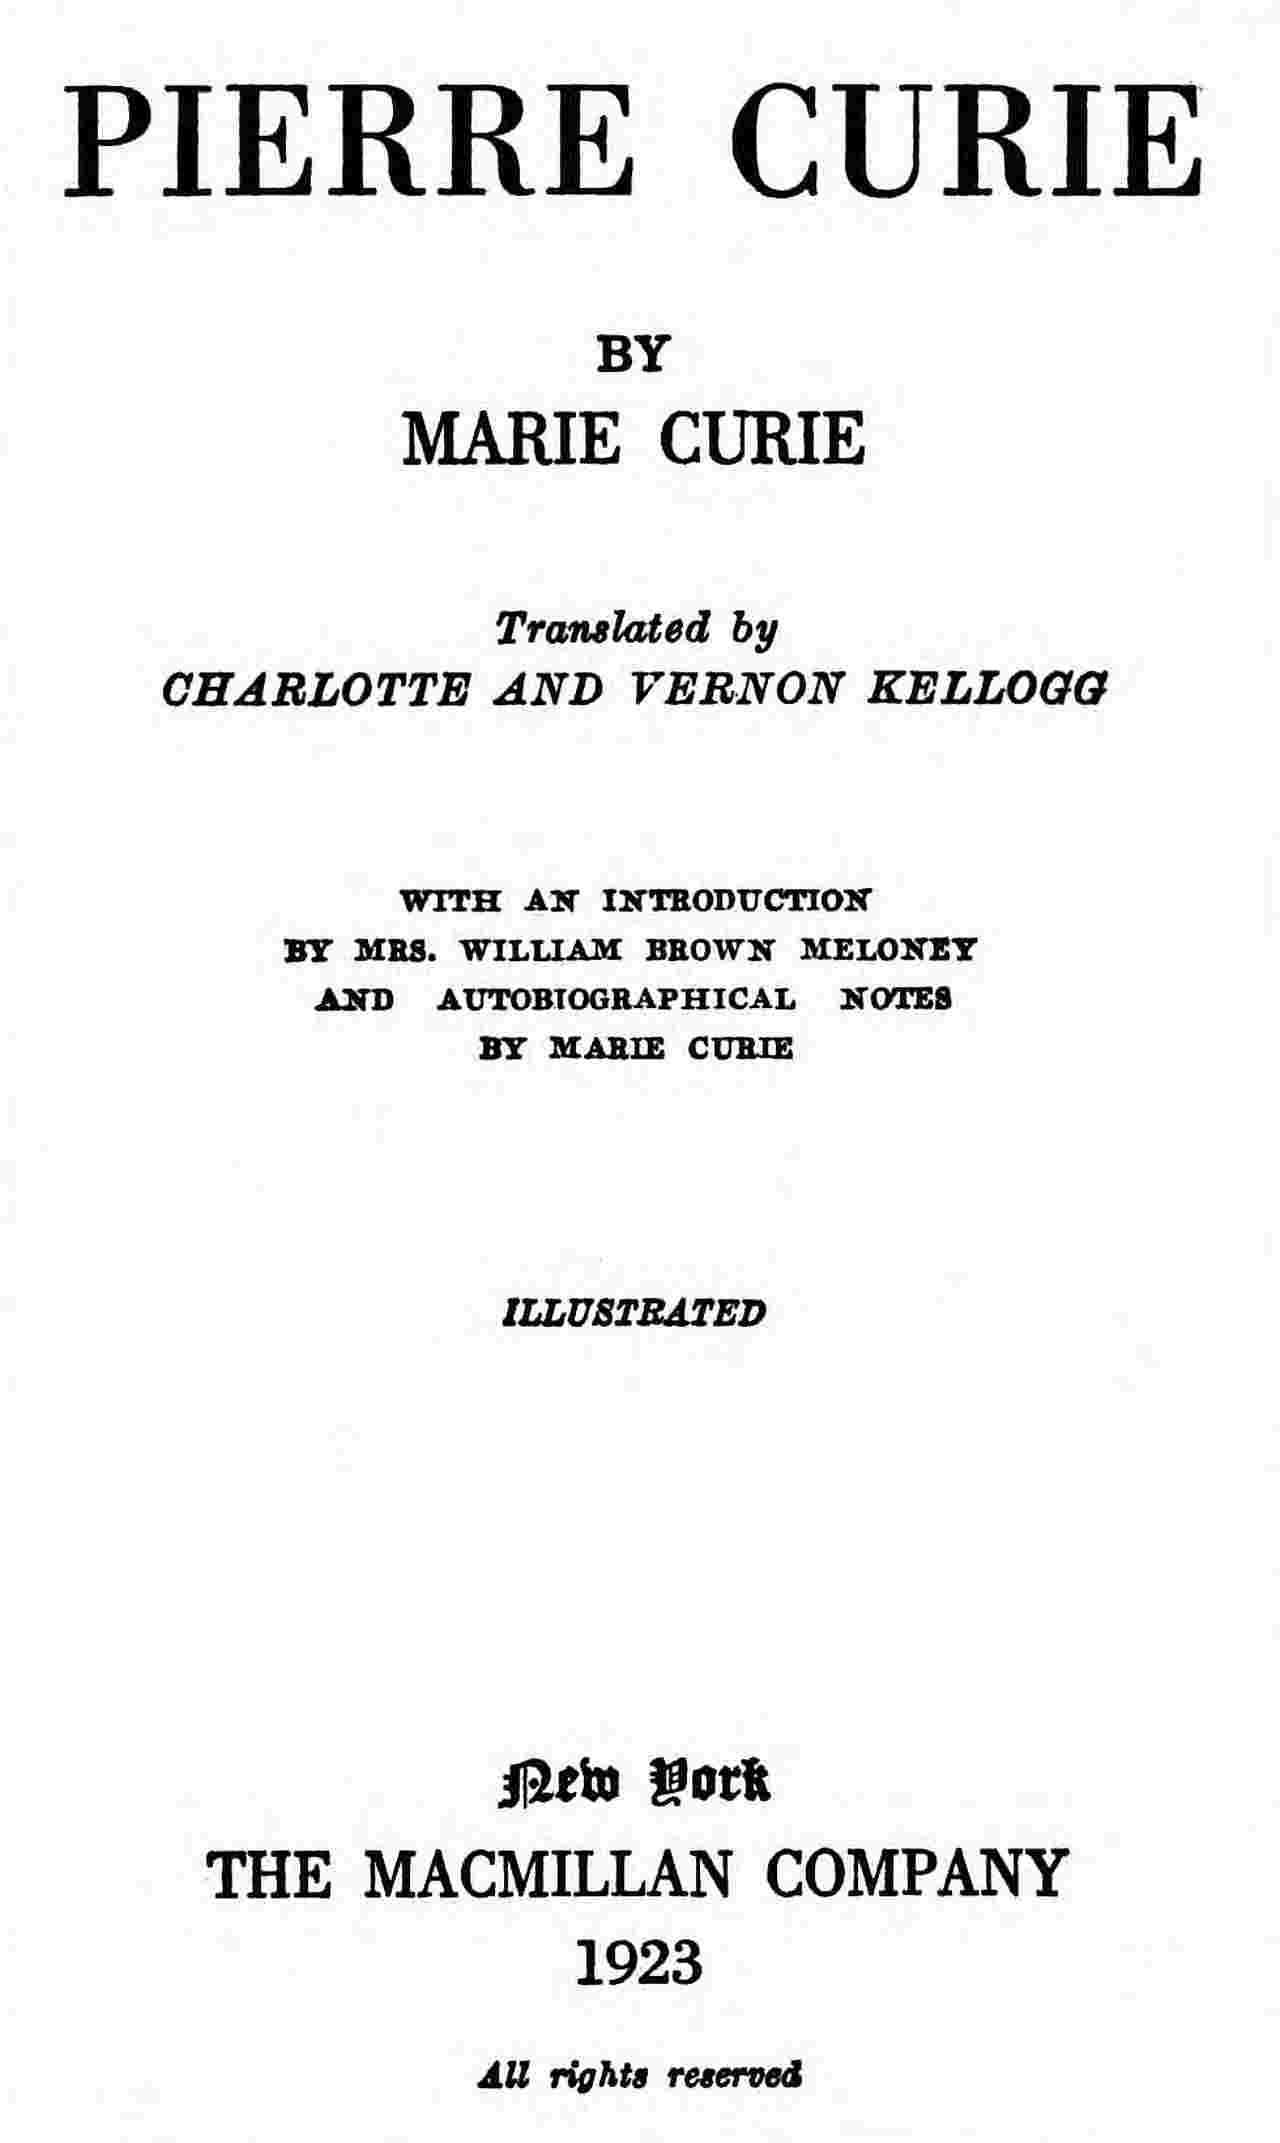 PIERRE CURIE
BY
MARIE CURIE
Translated by
CHARLOTTE AND VERNON KELLOGG
WITH AN INTRODUCTION
BY MRS. WILLIAM BROWN MELONEY
AND AUTOBIOGRAPHICAL NOTES
BY MARIE CURIE
ILLUSTRATED
New York
THE MACMILLAN COMPANY
1923
All rights reserved